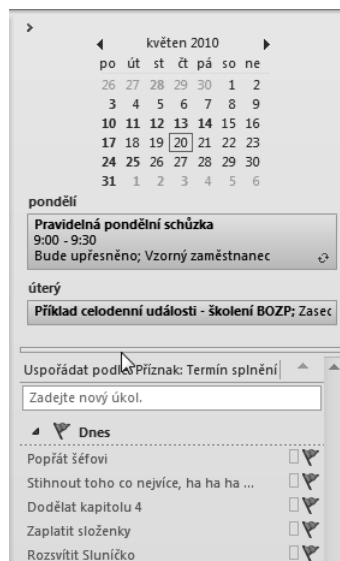 květen 2010
po út st čt pá so ne
26 27 28 29 30 1 2
3 4 5 6 7 8 9
10 11 12 13 14 15 16
17 18 19 20 21 22 23
24 25 26 27 28 29 30
31 1 2 3 4 5 6
pondělí
Pravidelná pondělní schůzka
9:00 - 9:30
Bude upřesněno; Vzorný zaměstnanec
úterý
Příklad celodenní události - školení BOZP; Zasec
Uspořádat podle: Příznak: Termín splnění
Zadejte nový úkol.
Dnes
Popřát šéfovi
Stihnout toho co nejvíce, ha ha ha ...
Dodělat kapitolu 4
Zaplatit složenky
Rozsvítit Sluníčko